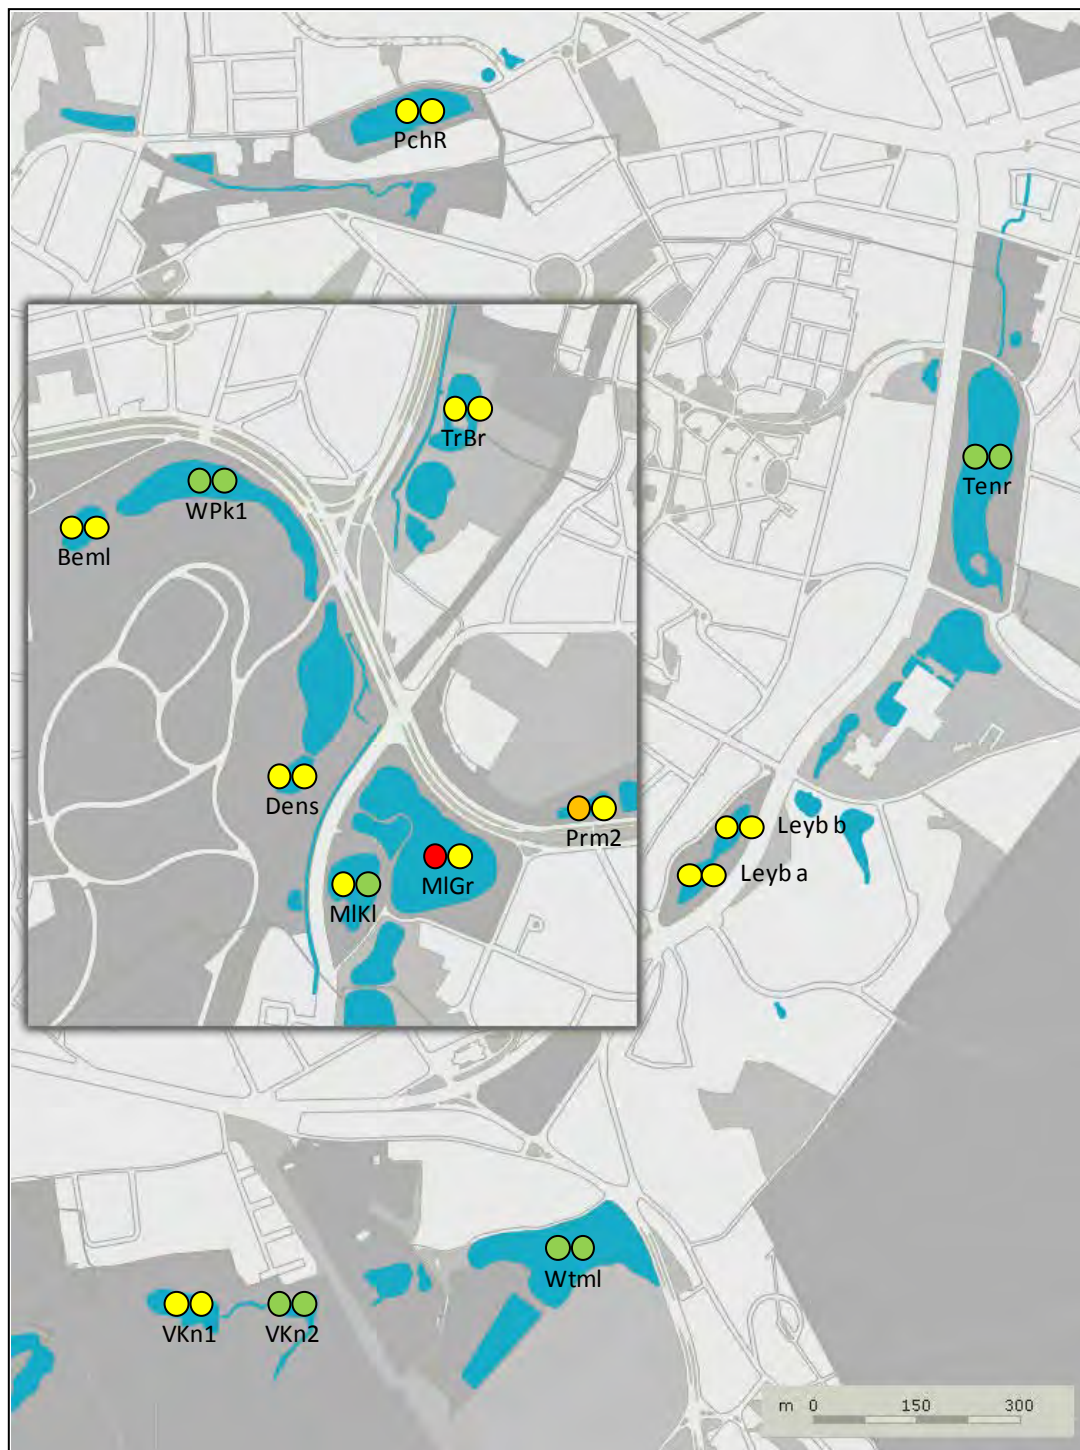 PchR
TrBr
Tenr
WPk1
Beml
Dens
Prm2
Leyb b
MlGr
Leyb a
MlKl
Wtml
VKn1
VKn2
m 0 150 300